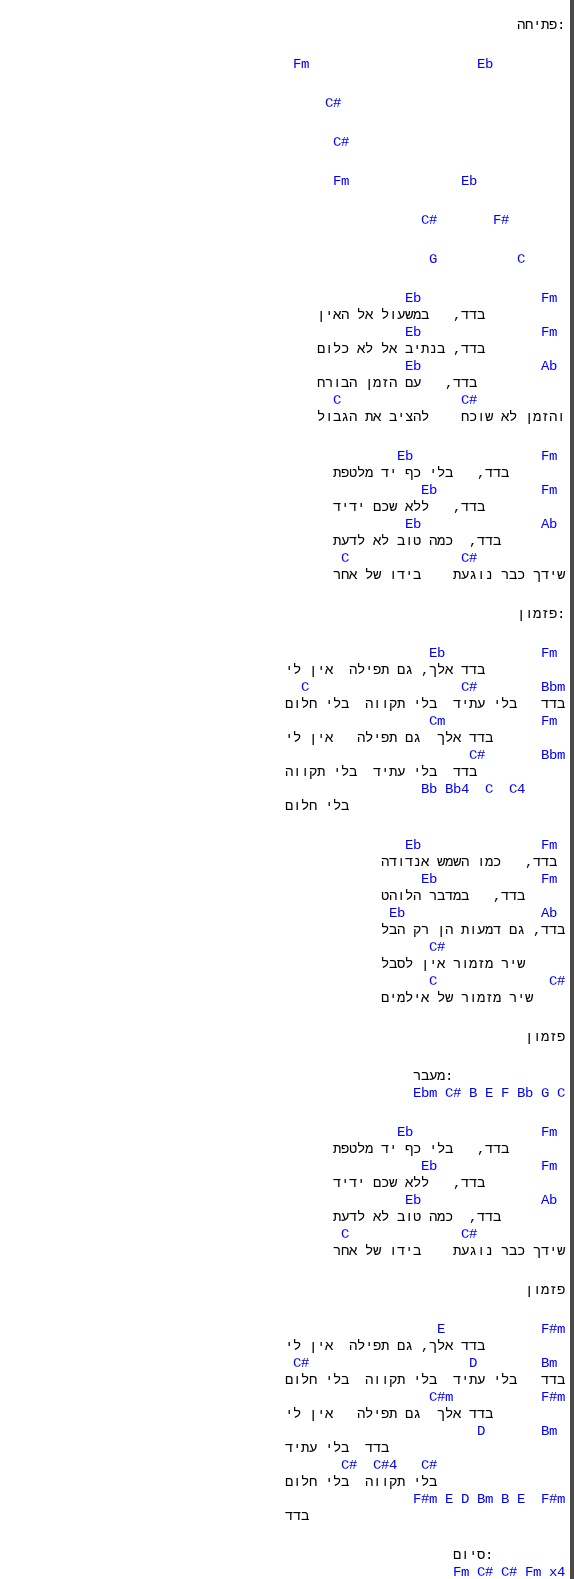 פתיחה:
Fm Eb
C#
C#
Fm Eb
C# F#
G C
Eb Fm
בדד, במשעול אל האין
Eb Fm
בדד, בנתיב אל לא כלום
Eb Ab
בדד, עם הזמן הבורח
C C#
והזמן לא שוכח להציב את הגבול
Eb Fm
בדד, בלי כף יד מלטפת
Eb Fm
בדד, ללא שכם ידיד
Eb Ab
בדד, כמה טוב לא לדעת
C C#
שידך כבר נוגעת בידו של אחר
פזמון:
Eb Fm
בדד אלך, גם תפילה אין לי
C C# Bbm
בדד בלי עתיד בלי תקווה בלי חלום
Cm Fm
בדד אלך גם תפילה אין לי
C# Bbm
בדד בלי עתיד בלי תקווה
Bb Bb4 C C4
בלי חלום
Eb Fm
בדד, כמו השמש אנדודה
Eb Fm
בדד, במדבר הלוהט
Eb Ab
בדד, גם דמעות הן רק הבל
C#
שיר מזמור אין לסבל
C C#
שיר מזמור של אילמים
פזמון
מעבר:
Ebm C# B E F Bb G C
Eb Fm
בדד, בלי כף יד מלטפת
Eb Fm
בדד, ללא שכם ידיד
Eb Ab
בדד, כמה טוב לא לדעת
C C#
שידך כבר נוגעת בידו של אחר
פזמון
E F#m
בדד אלך, גם תפילה אין לי
C# D Bm
בדד בלי עתיד בלי תקווה בלי חלום
C#m F#m
בדד אלך גם תפילה אין לי
D Bm
בדד בלי עתיד
C# C#4 C#
בלי תקווה בלי חלום
F#m E D Bm B E F#m
בדד
סיום:
Fm C# C# Fm x4